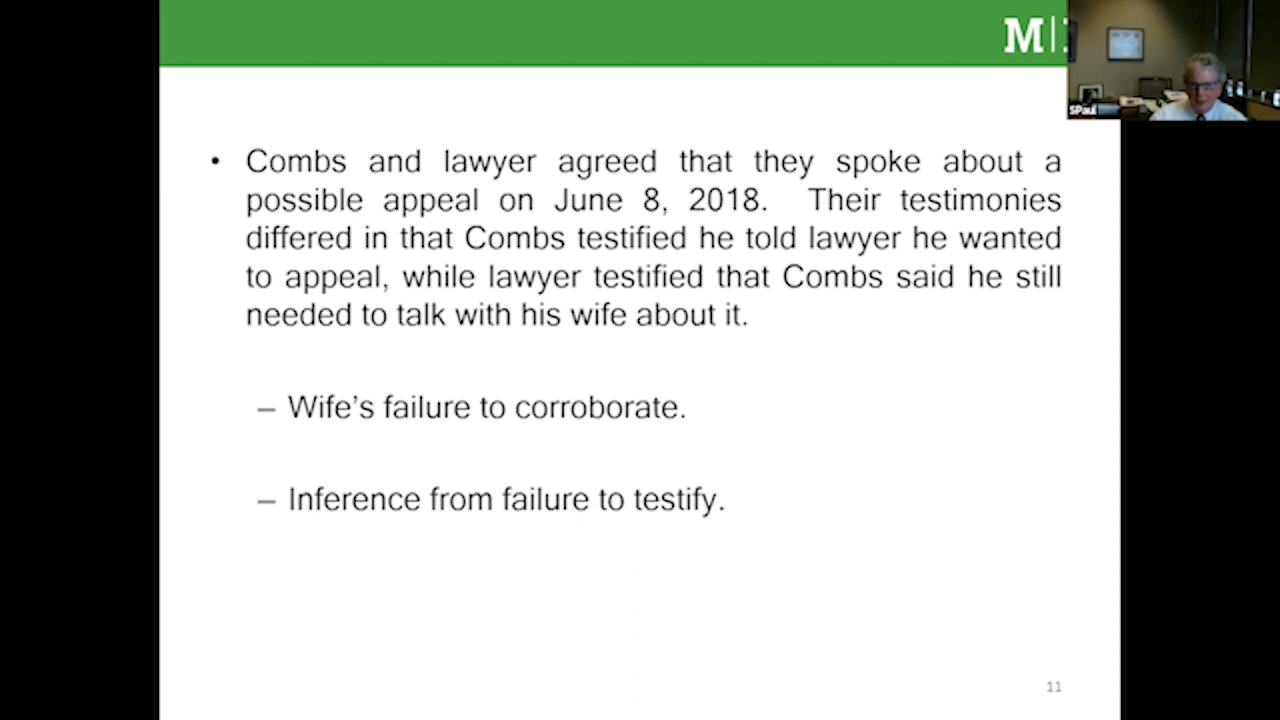 M|
SPaul
• Combs and lawyer agreed that they spoke about a
possible appeal on June 8, 2018. Their testimonies
differed in that Combs testified he told lawyer he wanted
to appeal, while lawyer testified that Combs said he still
needed to talk with his wife about it.
– Wife’s failure to corroborate.
– Inference from failure to testify.
11